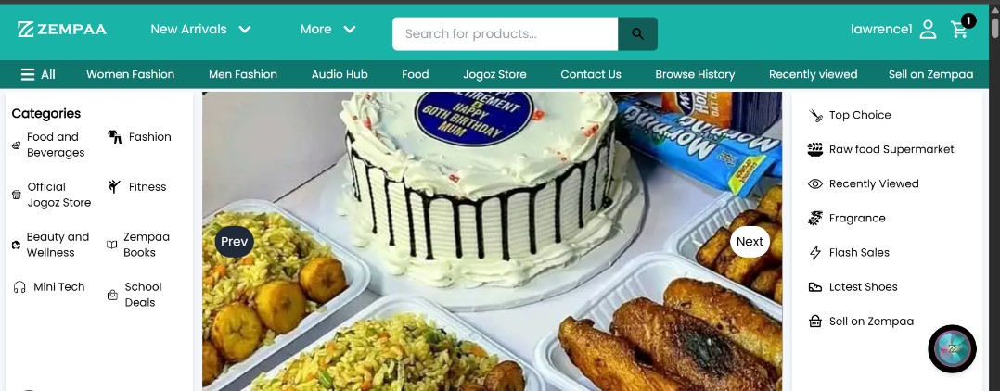 ZEMPAA
New Arrivals
More
Search for products...
lawrence1
1
All
Women Fashion
Men Fashion
Audio Hub
Food
Jogoz Store
Contact Us
Browse History
Recently viewed
Sell on Zempaa
Categories
Food and
Beverages
Fashion
Official
Jogoz Store
Fitness
Beauty and
Wellness
Zempaa
Books
Mini Tech
School
Deals
RETIREMENT
&
HAPPY
60TH BIRTHDAY
MUM
Prev
Next
Top Choice
Raw food Supermarket
Recently Viewed
Fragrance
Flash Sales
Latest Shoes
Sell on Zempaa